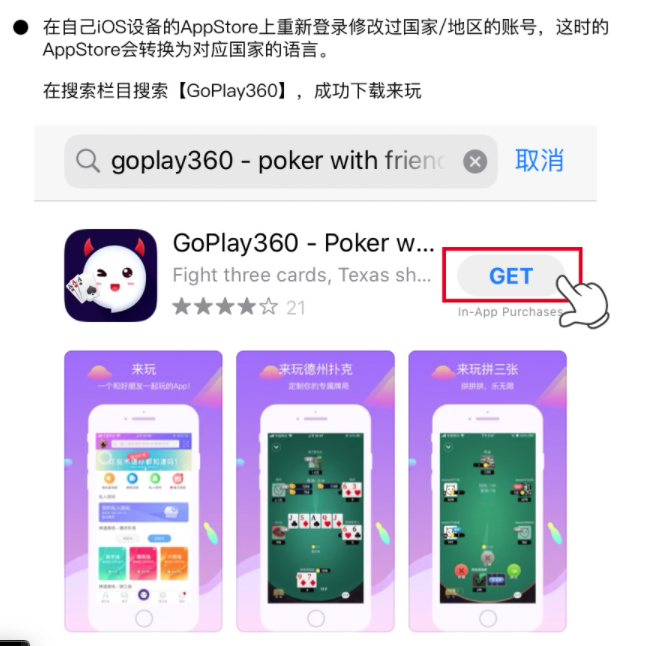 在自己iOS设备的AppStore上重新登录修改过国家/地区的账号，这时的
AppStore会转换为对应国家的语言。
在搜索栏目搜索【GoPlay360】，成功下载来玩
goplay360 - poker with frien
取消
GoPlay360 - Poker w...
Fight three cards, Texas sh...
GET
21
In-App Purchases
来玩
一个和好朋友一起玩的App!
来玩德州扑克
定制你的专属牌局
来玩拼三张
拼拼拼，乐无限
J 5 A Q J